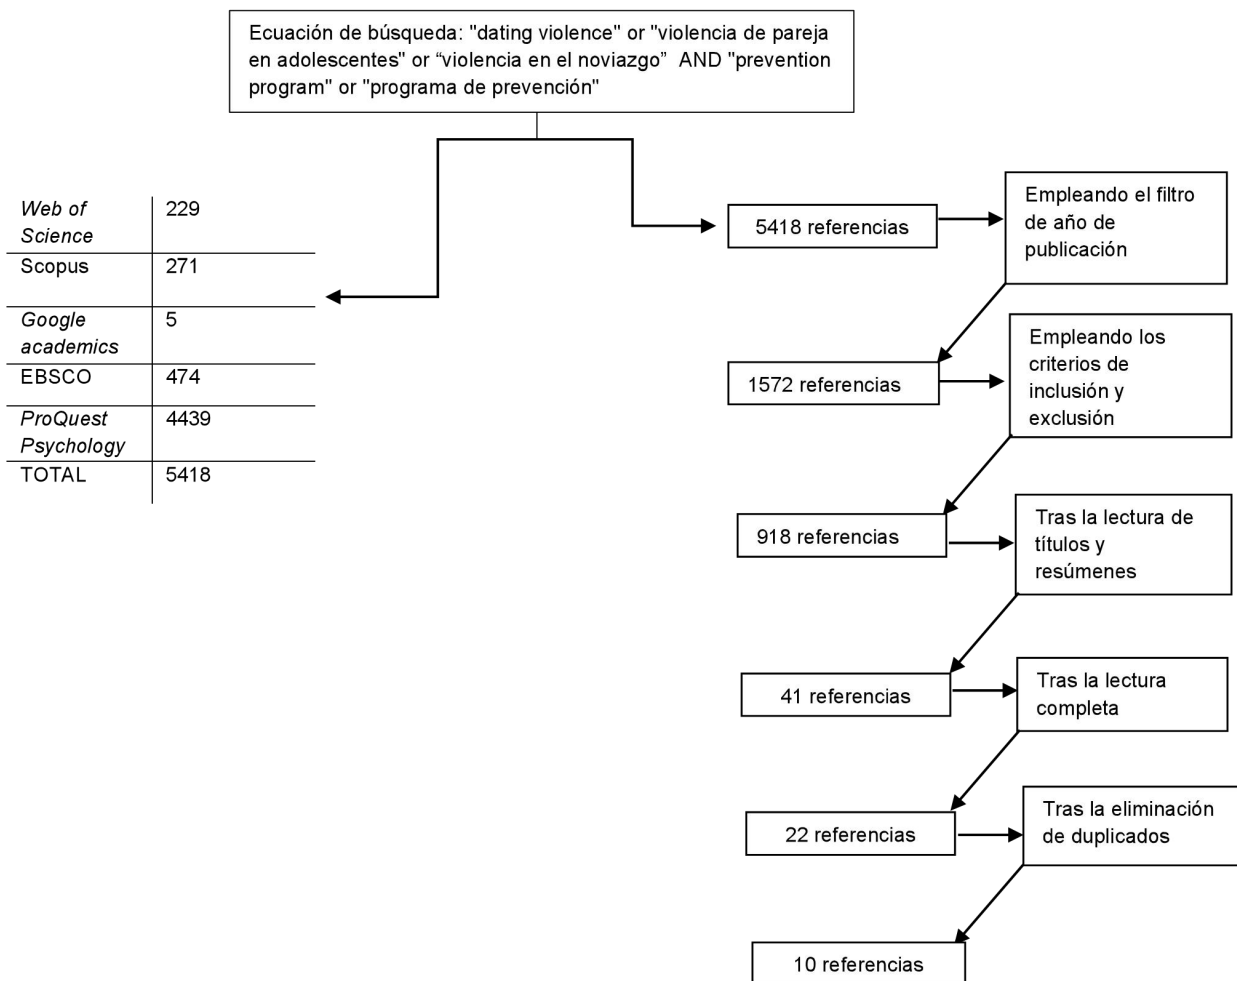 Ecuación de búsqueda: "dating violence" or "violencia de pareja
en adolescentes" or “violencia en el noviazgo” AND "prevention
program" or "programa de prevención"
Web of
Science
229
Scopus
271
Google
academics
5
EBSCO
474
ProQuest
Psychology
4439
TOTAL
5418
5418 referencias
Empleando el filtro
de año de
publicación
1572 referencias
Empleando los
criterios de
inclusión y
exclusión
918 referencias
Tras la lectura de
títulos y
resúmenes
41 referencias
Tras la lectura
completa
22 referencias
Tras la eliminación
de duplicados
10 referencias